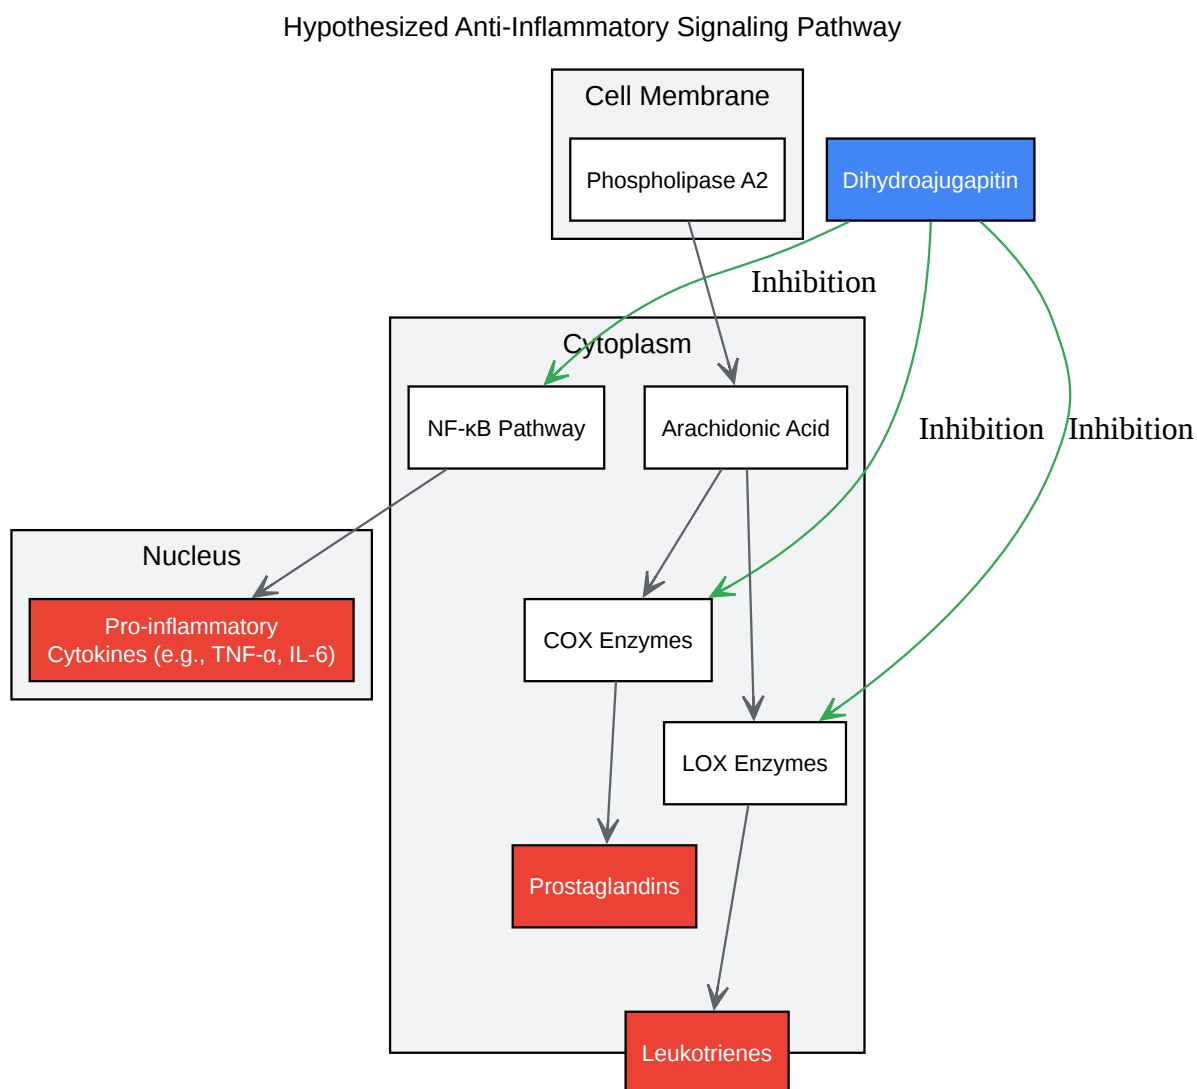 Hypothesized Anti-Inflammatory Signaling Pathway
Cell Membrane
Phospholipase A2
Dihydroajugapitin
Inhibition
Cytoplasm
NF-κB Pathway
Arachidonic Acid
Inhibition
Inhibition
Nucleus
Pro-inflammatory
Cytokines (e.g., TNF-α, IL-6)
COX Enzymes
LOX Enzymes
Prostaglandins
Leukotrienes